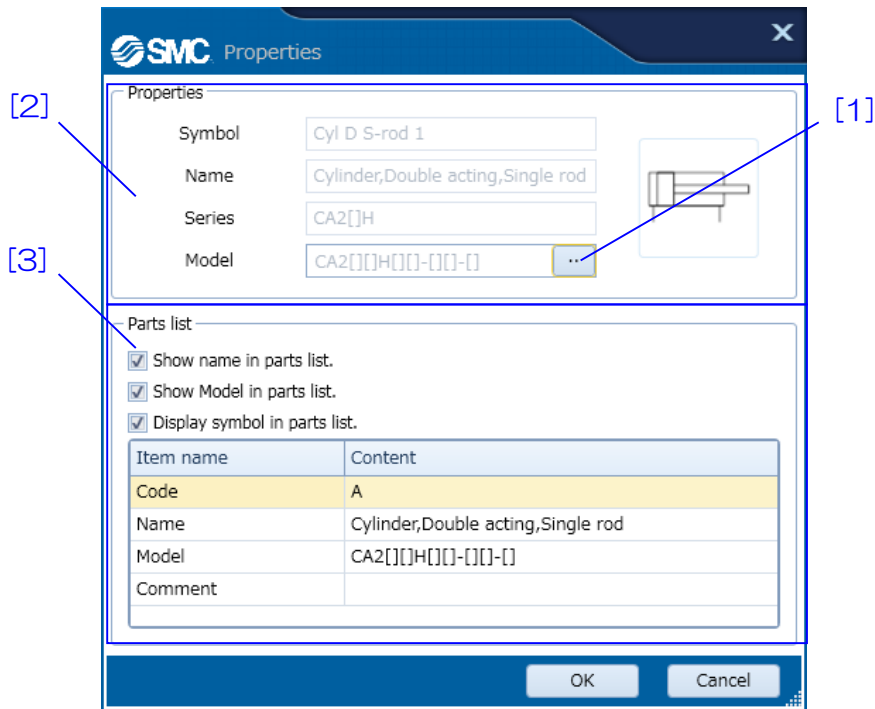 SMC Properties
X
Properties
[2]
[1]
Symbol Cyl D S-rod 1
Name Cylinder,Double acting,Single rod
Series CA2[]H
Model CA2[][]H[][]-[][]-[] ...
[3]
Parts list
Show name in parts list.
Show Model in parts list.
Display symbol in parts list.
Item name Content
Code A
Name Cylinder,Double acting,Single rod
Model CA2[][]H[][]-[][]-[]
Comment
OK Cancel